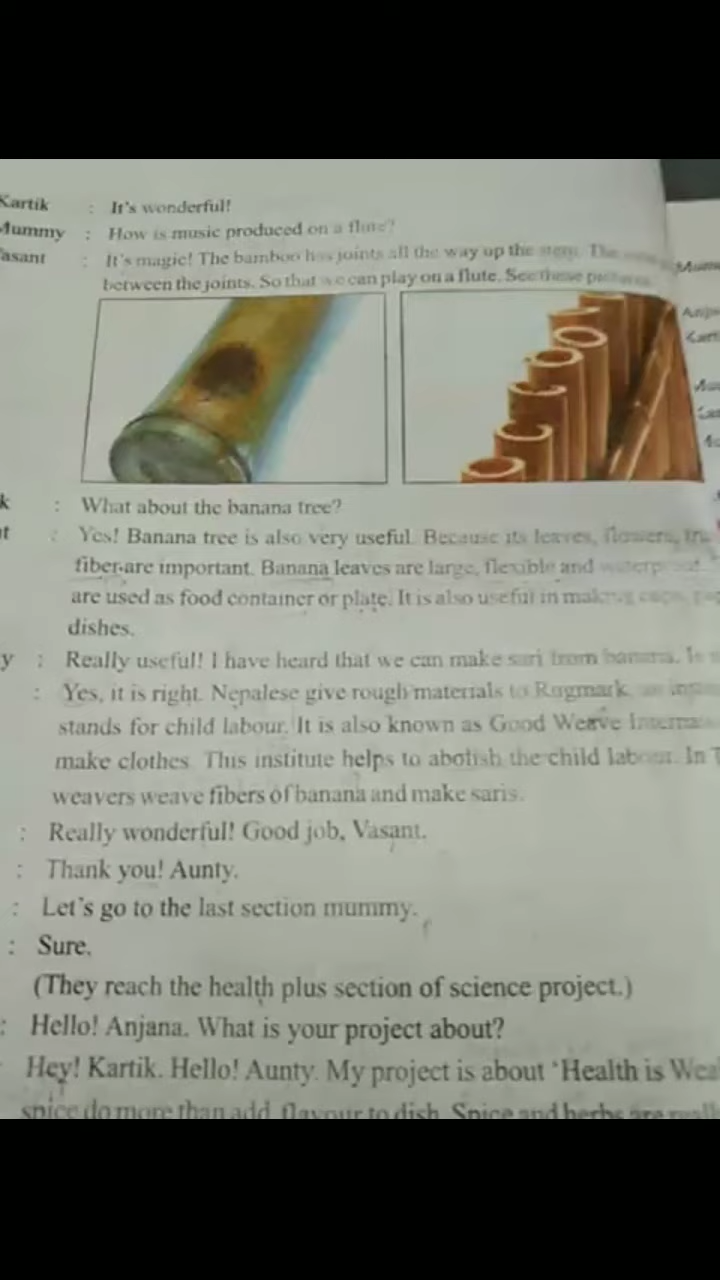 Kartik : It's wonderful!
Mummy : How is music produced on a flute?
asant : It's magic! The bamboo has joints all the way up the stem. The
between the joints. So that we can play on a flute. See these
k : What about the banana tree?
t : Yes! Banana tree is also very useful. Because its leaves, flowers,
fiber are important. Banana leaves are large, flexible and waterproof.
are used as food container or plate. It is also useful in making cups,
dishes.
y : Really useful! I have heard that we can make sari from banana. Is
: Yes, it is right. Nepalese give rough materials to Rugmark,
stands for child labour. It is also known as Good Weave
make clothes. This institute helps to abolish the child labour. In
weavers weave fibers of banana and make saris.
: Really wonderful! Good job, Vasant.
: Thank you! Aunty.
: Let's go to the last section mummy.
: Sure.
(They reach the health plus section of science project.)
: Hello! Anjana. What is your project about?
Hey! Kartik. Hello! Aunty. My project is about 'Health is
spice do more than add flavour to dish. Spice and herbs are